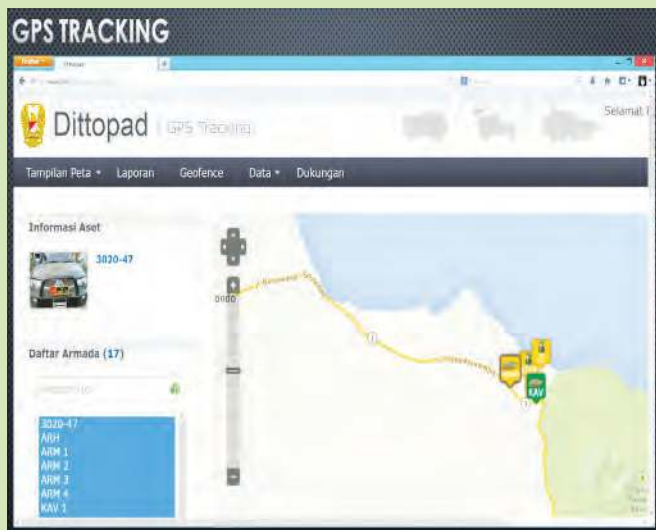 GPS TRACKING
Dittopad GPS Tracking
Selamat
Tampilan Peta Laporan Geofence Data Dukungan
Informasi Aset
3020-47
Daftar Armada (17)
3020-47
ARH
ARM 1
ARM 2
ARM 3
ARM 4
KAV 1
KAV